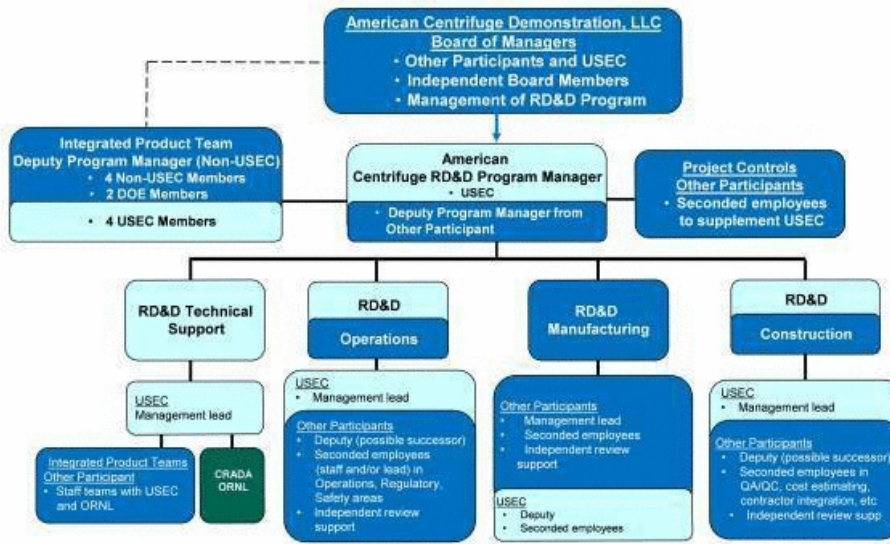 American Centrifuge Demonstration, LLC
Board of Managers
• Other Participants and USEC
• Independent Board Members
• Management of RD&D Program
Integrated Product Team
Deputy Program Manager (Non-USEC)
• 4 Non-USEC Members
• 2 DOE Members
• 4 USEC Members
American
Centrifuge RD&D Program Manager
• USEC
• Deputy Program Manager from
Other Participant
Project Controls
Other Participants
• Seconded employees
to supplement USEC
RD&D Technical
Support
USEC
Management lead
Integrated Product Teams
Other Participant
• Staff teams with USEC
and ORNL
CRADA
ORNL
RD&D
Operations
USEC
• Management lead
Other Participants
• Deputy (possible successor)
• Seconded employees
(staff and/or lead) in
Operations, Regulatory,
Safety areas
• Independent review
support
RD&D
Manufacturing
Other Participants
• Management lead
• Seconded employees
• Independent review
support
USEC
• Deputy
• Seconded employees
RD&D
Construction
USEC
• Management lead
Other Participants
• Deputy (possible successor)
• Seconded employees in
QA/QC, cost estimating,
contractor integration, etc
• Independent review supp